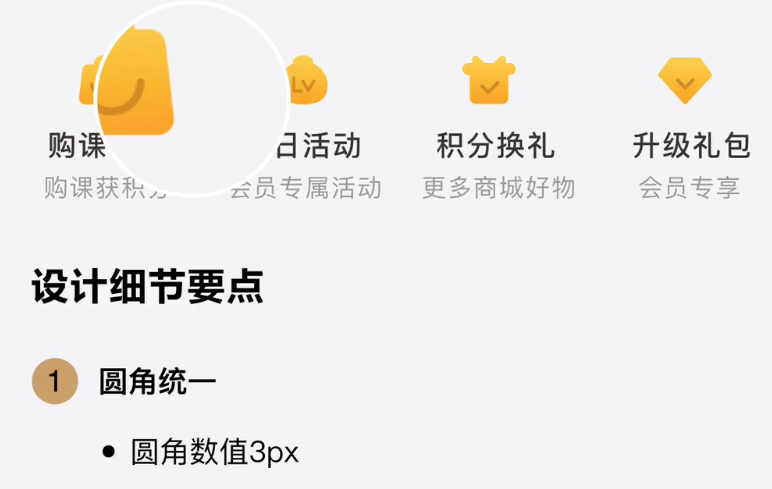 Lv
购课 日活动 积分换礼 升级礼包
购课获积分 会员专属活动 更多商城好物 会员专享
设计细节要点
1 圆角统一
• 圆角数值3px